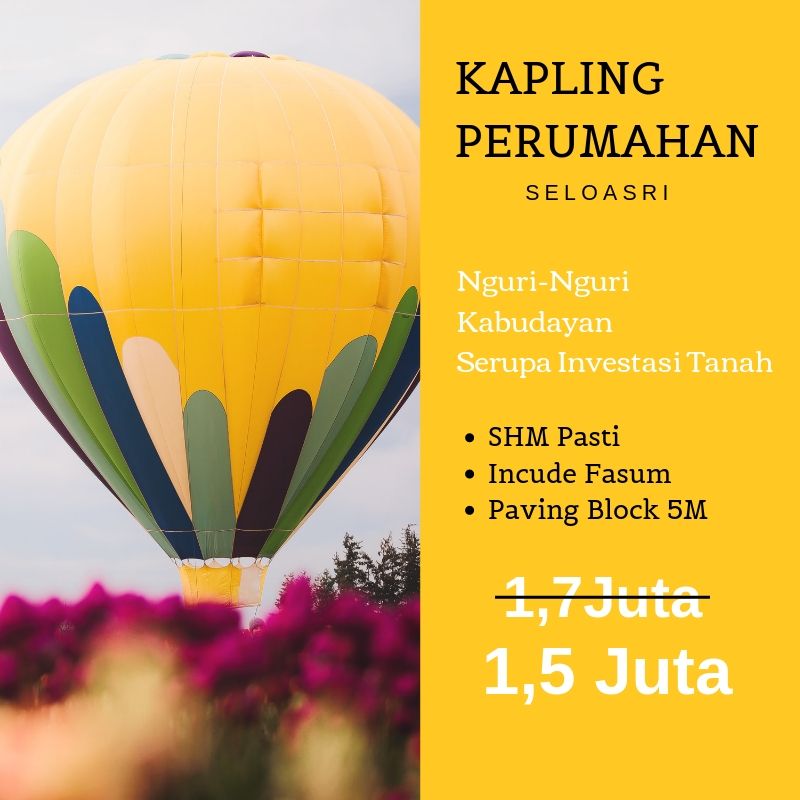 KAPLING
PERUMAHAN
SELOASRI
Nguri-Nguri
Kabudayan
Serupa Investasi Tanah
• SHM Pasti
• Incude Fasum
• Paving Block 5M
1,7Juta
1,5 Juta